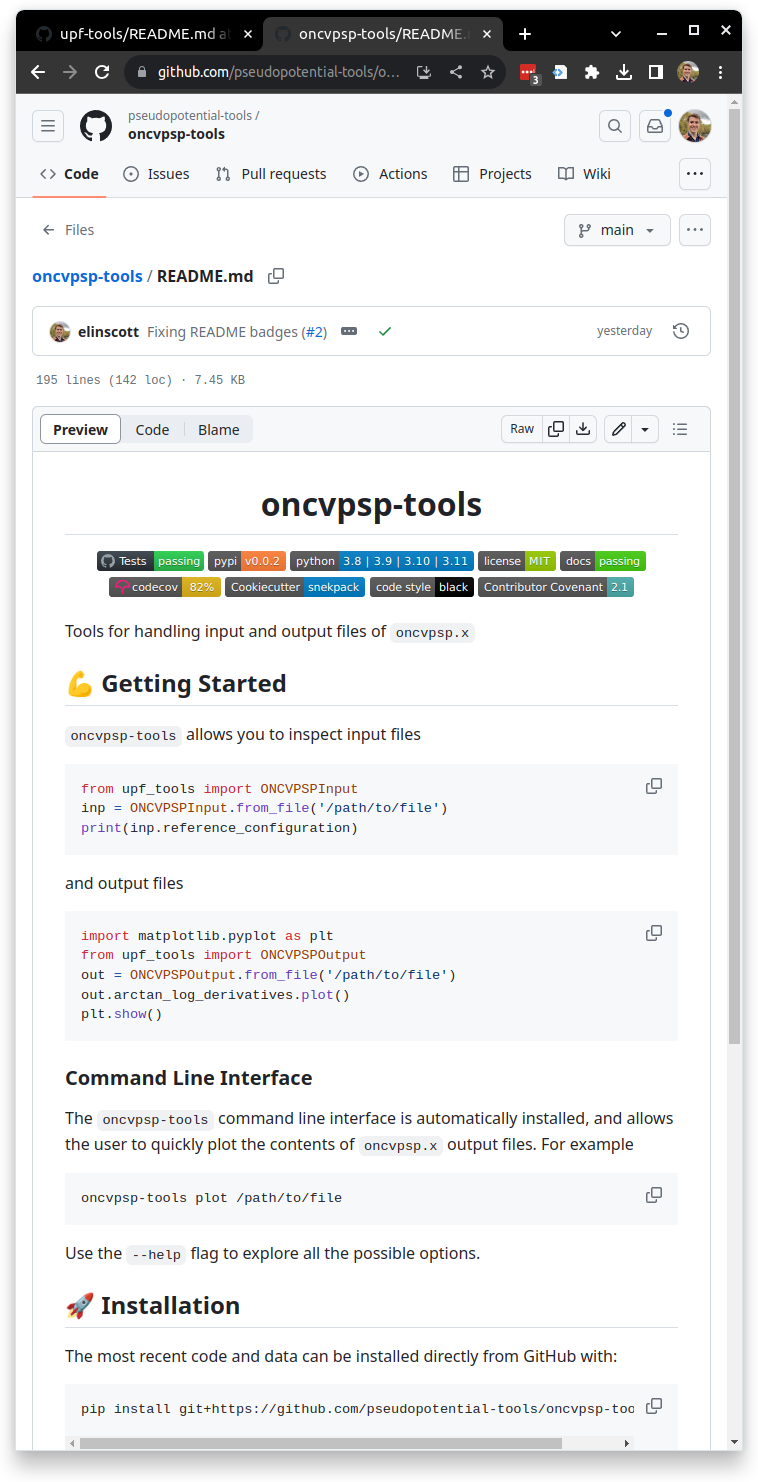 upf-tools/README.md at
oncvpsp-tools/README.
github.com/pseudopotential-tools/o...
3
pseudopotential-tools /
oncvpsp-tools
Code
Issues
Pull requests
Actions
Projects
Wiki
Files
main
oncvpsp-tools / README.md
elinscott Fixing README badges (#2)
yesterday
195 lines (142 loc) · 7.45 KB
Preview
Code
Blame
Raw
oncvpsp-tools
Tests passing pypi v0.0.2 python 3.8 | 3.9 | 3.10 | 3.11 license MIT docs passing
codecov 82% Cookiecutter snekpack code style black Contributor Covenant 2.1
Tools for handling input and output files of oncvpsp.x
💪 Getting Started
oncvpsp-tools allows you to inspect input files
from upf_tools import ONCVPSPInput
inp = ONCVPSPInput.from_file('/path/to/file')
print(inp.reference_configuration)
and output files
import matplotlib.pyplot as plt
from upf_tools import ONCVPSPOutput
out = ONCVPSPOutput.from_file('/path/to/file')
out.arctan_log_derivatives.plot()
plt.show()
Command Line Interface
The oncvpsp-tools command line interface is automatically installed, and allows
the user to quickly plot the contents of oncvpsp.x output files. For example
oncvpsp-tools plot /path/to/file
Use the --help flag to explore all the possible options.
🚀 Installation
The most recent code and data can be installed directly from GitHub with:
pip install git+https://github.com/pseudopotential-tools/oncvpsp-too